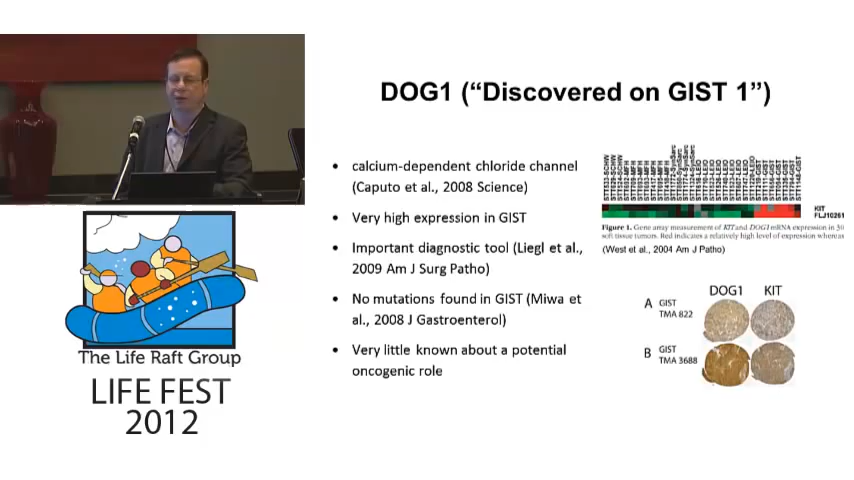 DOG1 (“Discovered on GIST 1”)
• calcium-dependent chloride channel
(Caputo et al., 2008 Science)
• Very high expression in GIST
• Important diagnostic tool (Liegl et al.,
2009 Am J Surg Patho)
• No mutations found in GIST (Miwa et
al., 2008 J Gastroenterol)
• Very little known about a potential
oncogenic role
KIT
FLJ10261
Figure 1. Gene array measurement of KIT and DOG1 mRNA expression in
soft tissue tumors. Red indicates a relatively high level of expression whereas
(West et al., 2004 Am J Patho)
DOG1 KIT
A GIST
TMA 822
B GIST
TMA 3688
The Life Raft Group
LIFE FEST
2012